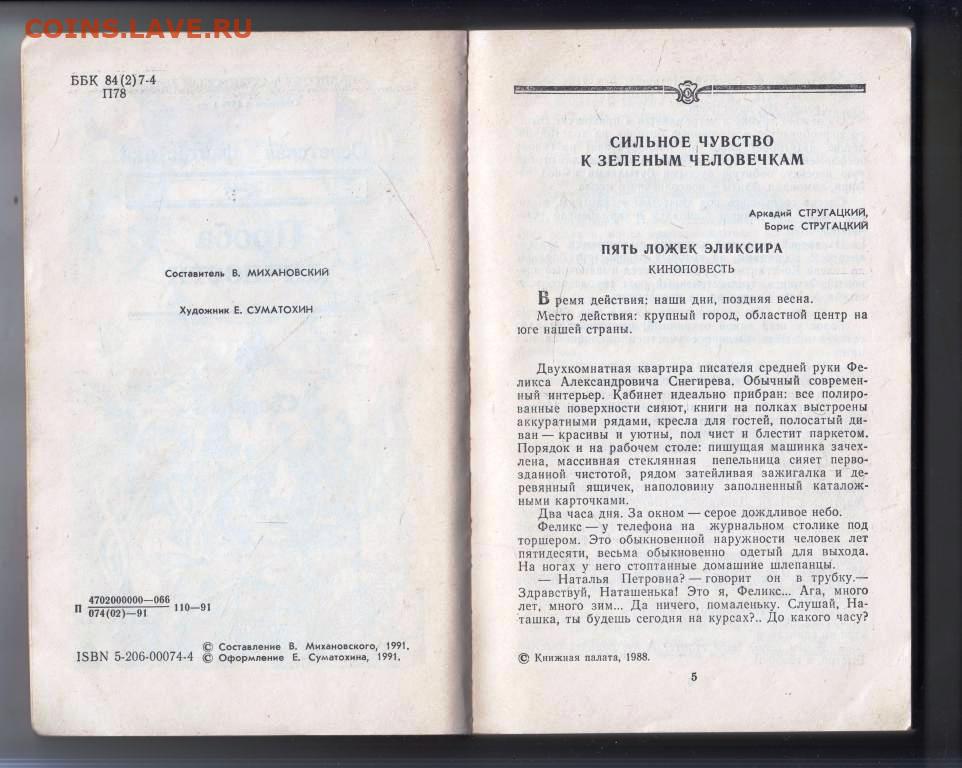 COINS.LAVE.RU
ББК 84(2)7-4
П78
Составитель В. МИХАНОВСКИЙ
Художник Е. СУМАТОХИН
П 4702000000—066
074(02)—91 110—91
ISBN 5-206-00074-4
© Составление В. Михановского, 1991.
© Оформление Е. Суматохина, 1991.
СИЛЬНОЕ ЧУВСТВО
К ЗЕЛЕНЫМ ЧЕЛОВЕЧКАМ
Аркадий СТРУГАЦКИЙ,
Борис СТРУГАЦКИЙ
ПЯТЬ ЛОЖЕК ЭЛИКСИРА
КИНОПОВЕСТЬ
Время действия: наши дни, поздняя весна.
Место действия: крупный город, областной центр на
юге нашей страны.
Двухкомнатная квартира писателя средней руки Фе-
ликса Александровича Снегирева. Обычный современ-
ный интерьер. Кабинет идеально прибран: все полиро-
ванные поверхности сияют, книги на полках выстроены
аккуратными рядами, кресла для гостей, полосатый ди-
ван — красивы и уютны, пол чист и блестит паркетом.
Порядок и на рабочем столе: пишущая машинка зачех-
лена, массивная стеклянная пепельница сияет перво-
зданной чистотой, рядом затейливая зажигалка и де-
ревянный ящичек, наполовину заполненный каталож-
ными карточками.
Два часа дня. За окном — серое дождливое небо.
Феликс — у телефона на журнальном столике под
торшером. Это обыкновенной наружности человек лет
пятидесяти, весьма обыкновенно одетый для выхода.
На ногах у него стоптанные домашние шлепанцы.
— Наталья Петровна? — говорит он в трубку.—
Здравствуй, Наташенька! Это я, Феликс... Ага, много
лет, много зим... Да ничего, помаленьку. Слушай, На-
ташка, ты будешь сегодня на курсах?.. До какого часу?
© Книжная палата, 1988.
5